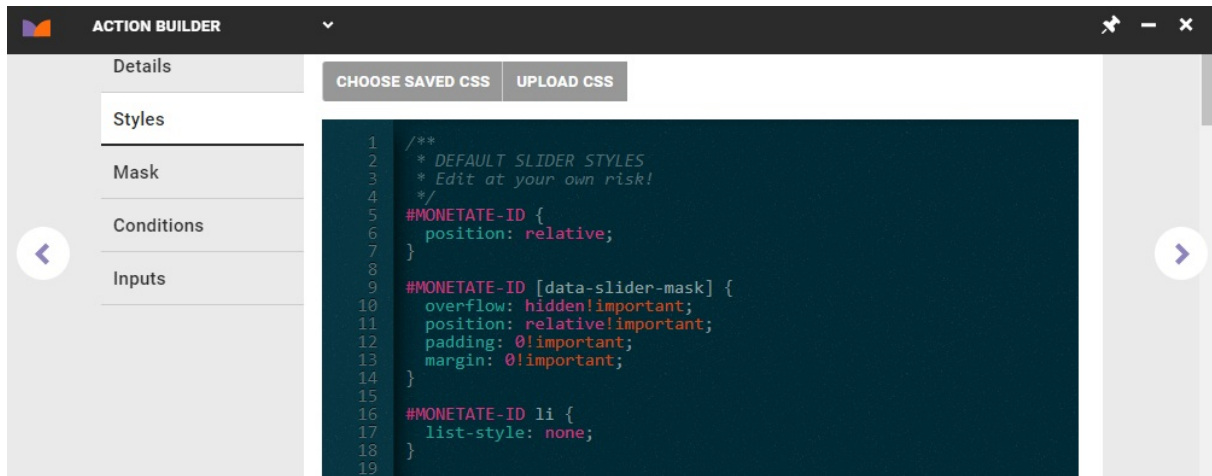 ACTION BUILDER
Details
Styles
Mask
Conditions
Inputs
CHOOSE SAVED CSS UPLOAD CSS
1 /**
2  * DEFAULT SLIDER STYLES
3  * Edit at your own risk!
4  */
5 #MONETATE-ID {
6   position: relative;
7 }
8
9 #MONETATE-ID [data-slider-mask] {
10   overflow: hidden!important;
11   position: relative!important;
12   padding: 0!important;
13   margin: 0!important;
14 }
15
16 #MONETATE-ID li {
17   list-style: none;
18 }
19